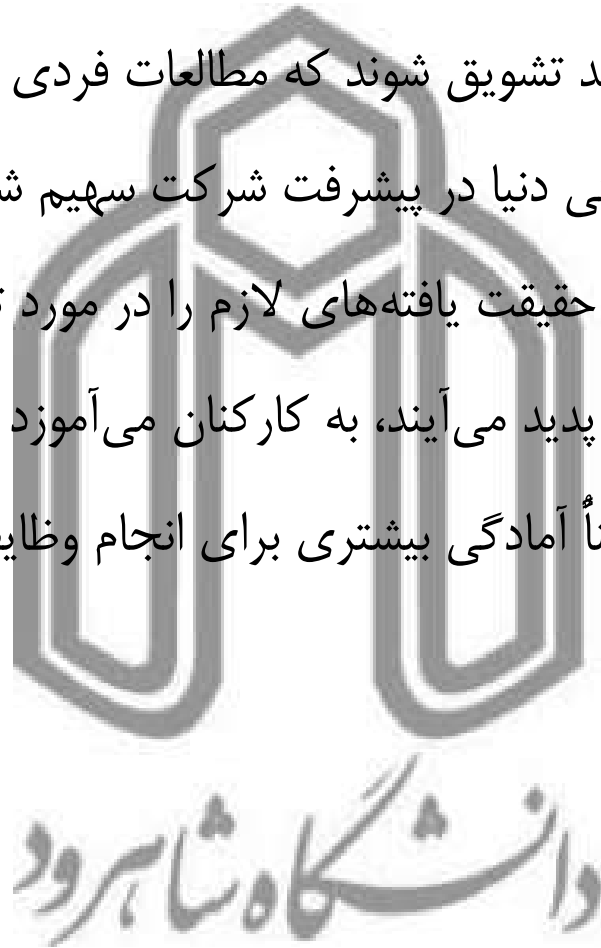 د تشویق شوند که مطالعات فردی
ی دنیا در پیشرفت شرکت سهیم ش
حقیقت یافته‌های لازم را در مورد ت
پدید می‌آیند، به کارکنان می‌آموزد
ناً آمادگی بیشتری برای انجام وظای
دانشگاه شاهرود